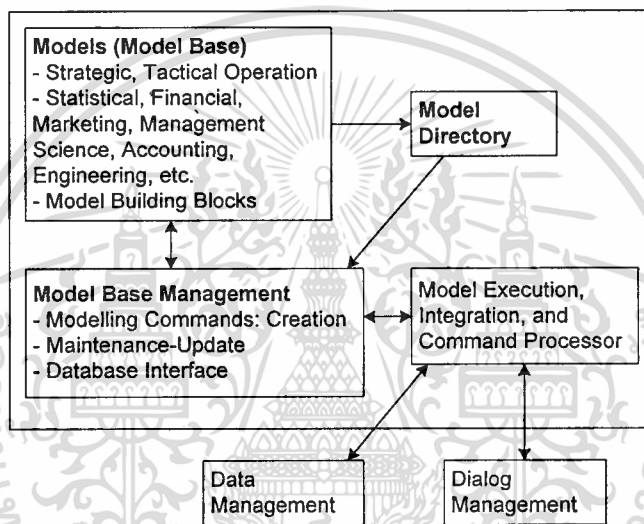 Models (Model Base)
- Strategic, Tactical Operation
- Statistical, Financial,
Marketing, Management
Science, Accounting,
Engineering, etc.
- Model Building Blocks
Model
Directory
Model Base Management
- Modelling Commands: Creation
- Maintenance-Update
- Database Interface
Model Execution,
Integration, and
Command Processor
Data
Management
Dialog
Management